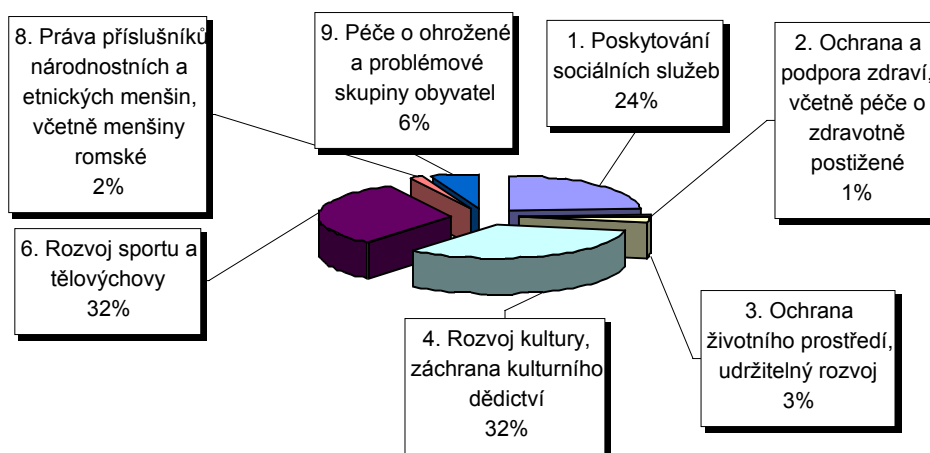 8. Práva příslušníků
národnostních a
etnických menšin,
včetně menšiny
romské
2%
9. Péče o ohrožené
a problémové
skupiny obyvatel
6%
1. Poskytování
sociálních služeb
24%
2. Ochrana a
podpora zdraví,
včetně péče o
zdravotně
postižené
1%
6. Rozvoj sportu a
tělovýchovy
32%
4. Rozvoj kultury,
záchrana kulturního
dědictví
32%
3. Ochrana
životního prostředí,
udržitelný rozvoj
3%